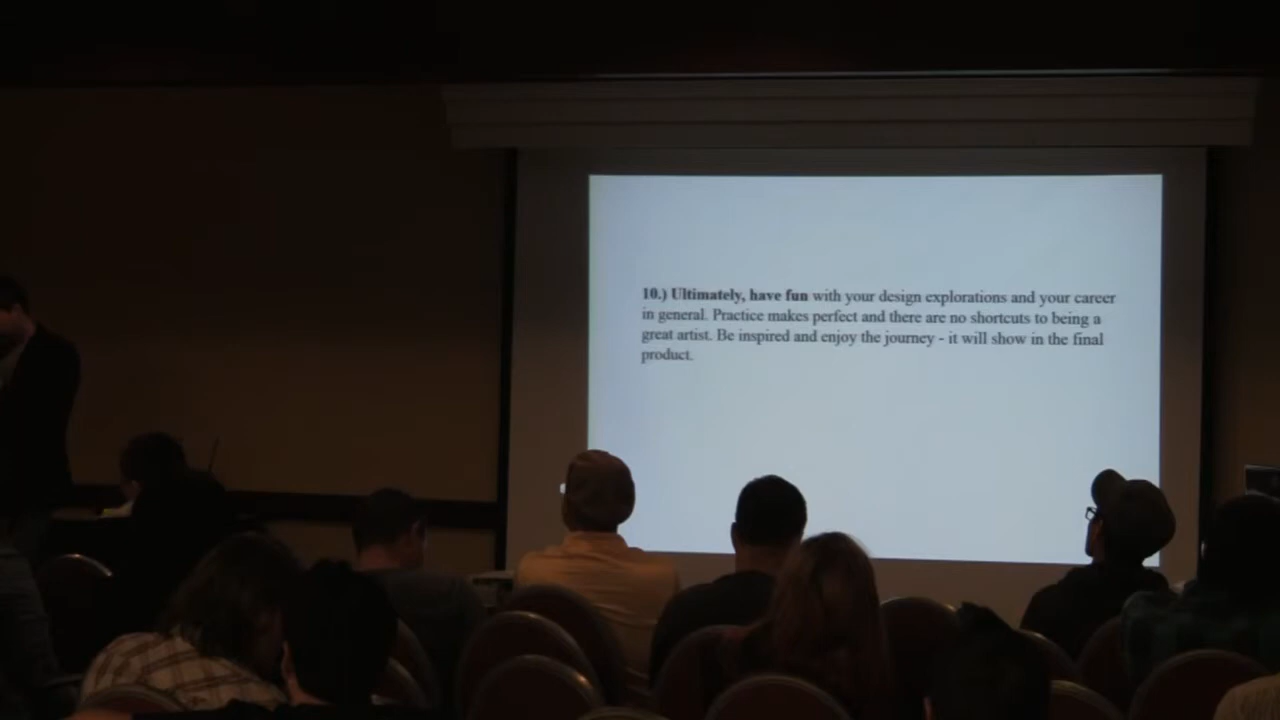 10.) Ultimately, have fun with your design explorations and your career
in general. Practice makes perfect and there are no shortcuts to being a
great artist. Be inspired and enjoy the journey - it will show in the final
product.